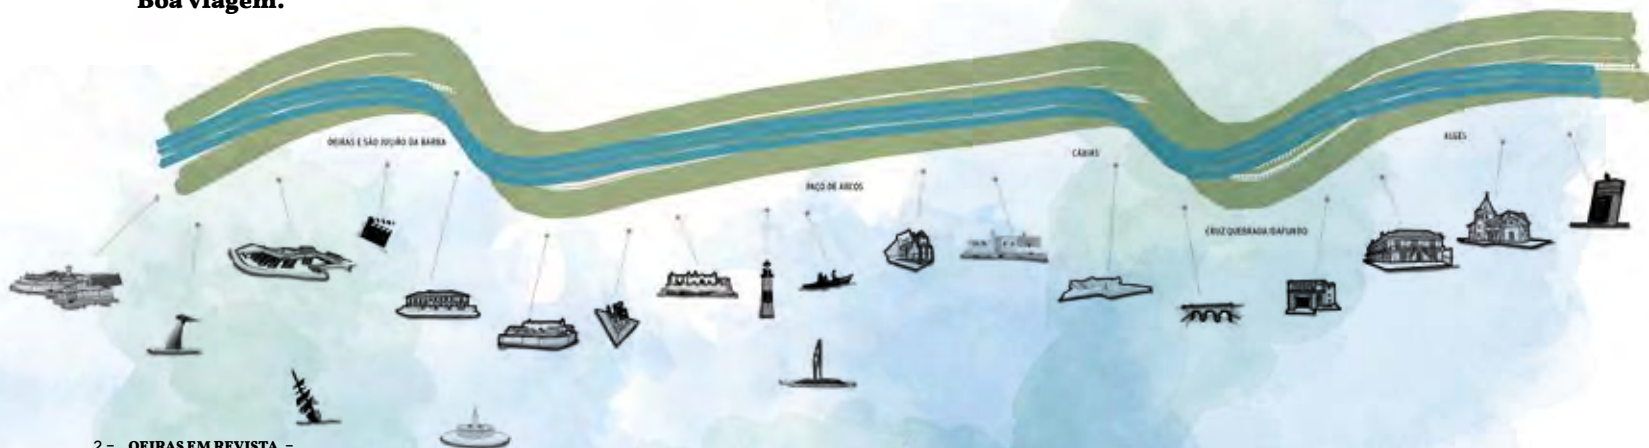 Boa viagem.
OEIRAS E SÃO JULIÃO DA BARRA
PAÇO DE ARCOS
CAXIAS
CRUZ QUEBRADA/DAFUNDO
ALGÉS
2 – OEIRAS EM REVISTA –